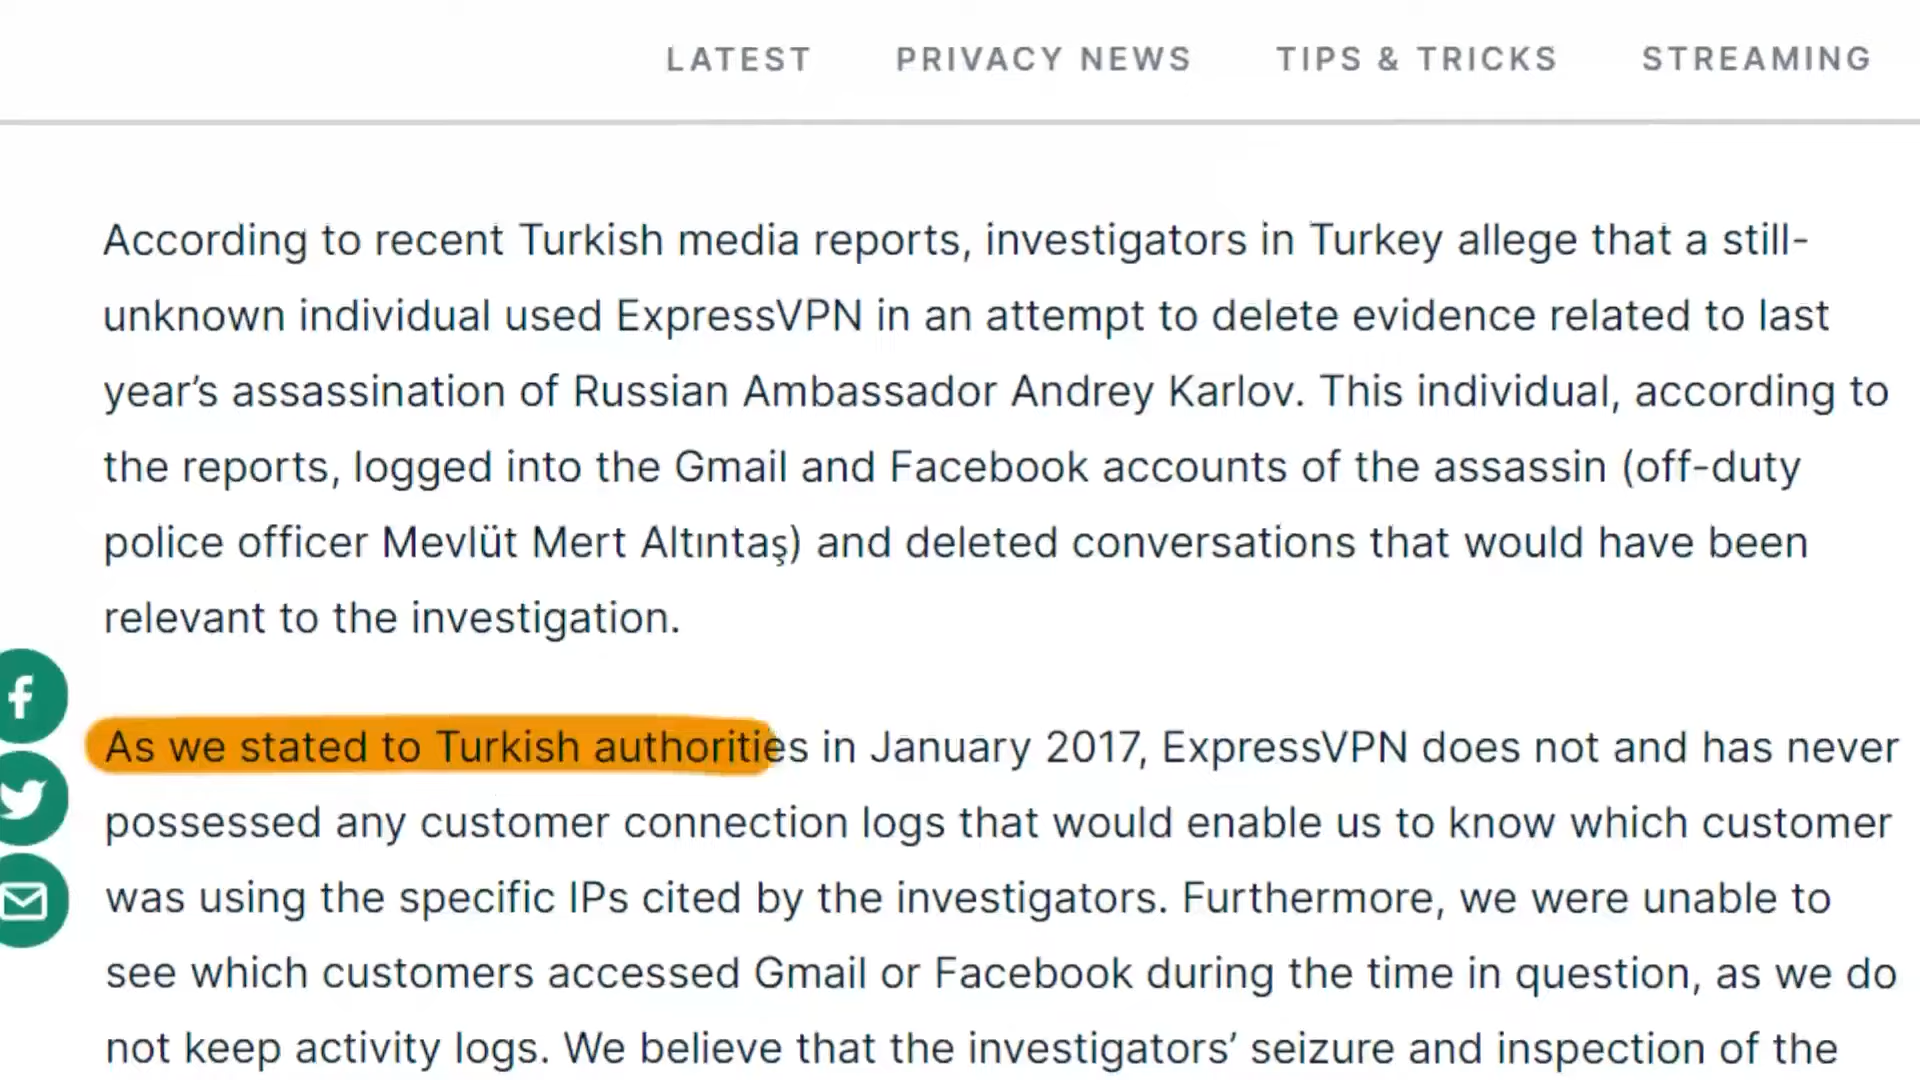 LATEST PRIVACY NEWS TIPS & TRICKS STREAMING
According to recent Turkish media reports, investigators in Turkey allege that a still-
unknown individual used ExpressVPN in an attempt to delete evidence related to last
year’s assassination of Russian Ambassador Andrey Karlov. This individual, according to
the reports, logged into the Gmail and Facebook accounts of the assassin (off-duty
police officer Mevlüt Mert Altıntaş) and deleted conversations that would have been
relevant to the investigation.
As we stated to Turkish authorities in January 2017, ExpressVPN does not and has never
possessed any customer connection logs that would enable us to know which customer
was using the specific IPs cited by the investigators. Furthermore, we were unable to
see which customers accessed Gmail or Facebook during the time in question, as we do
not keep activity logs. We believe that the investigators’ seizure and inspection of the